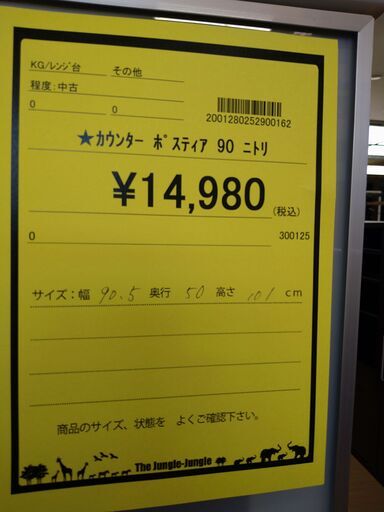 KG/レンジ台 その他
程度:中古
0 0
2001280252900162
★カウンター ポスティア 90 ニトリ
¥14,980(税込)
0 300125
サイズ:幅 90.5 奥行 50 高さ 101 cm
商品のサイズ、状態を よくご確認下さい。
The Jungle-Jungle